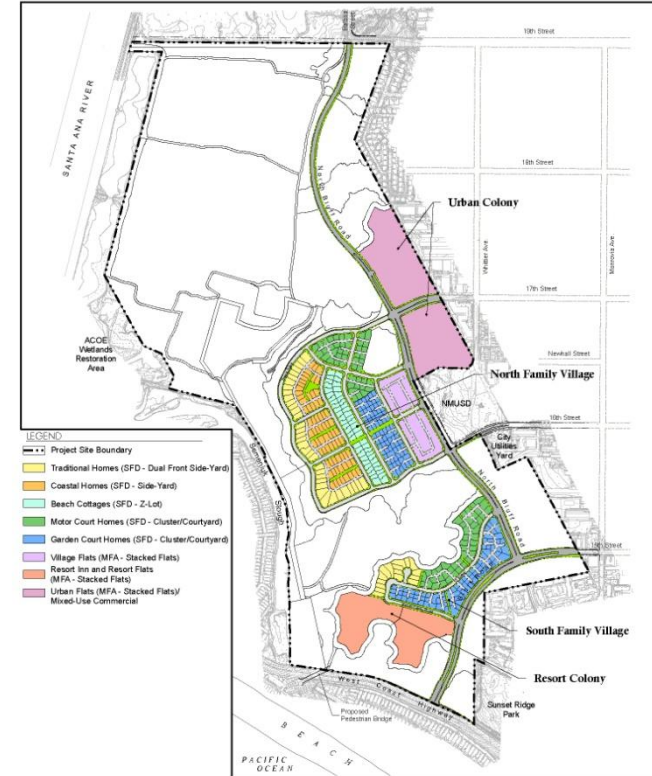 19th Street
SANTA ANA RIVER
18th Street
North Bluff Road
Urban Colony
Whittier Ave.
Monrovia Ave.
17th Street
ACOE
Wetlands
Restoration
Area
Newhall Street
North Family Village
NMUSD
16th Street
City
Utilities
Yard
LEGEND
Project Site Boundary
Traditional Homes (SFD - Dual Front Side-Yard)
Coastal Homes (SFD - Side-Yard)
Beach Cottages (SFD - Z-Lot)
Motor Court Homes (SFD - Cluster/Courtyard)
Garden Court Homes (SFD - Cluster/Courtyard)
Village Flats (MFA - Stacked Flats)
Resort Inn and Resort Flats
(MFA - Stacked Flats)
Urban Flats (MFA - Stacked Flats)/
Mixed-Use Commercial
Slough
North Bluff Road
15th Street
South Family Village
Resort Colony
West Coast Highway
Sunset Ridge
Park
Proposed
Pedestrian Bridge
BEACH
PACIFIC
OCEAN